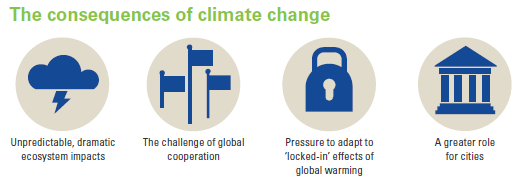 The consequences of climate change
Unpredictable, dramatic
ecosystem impacts
The challenge of global
cooperation
Pressure to adapt to
‘locked-in’ effects of
global warming
A greater role
for cities